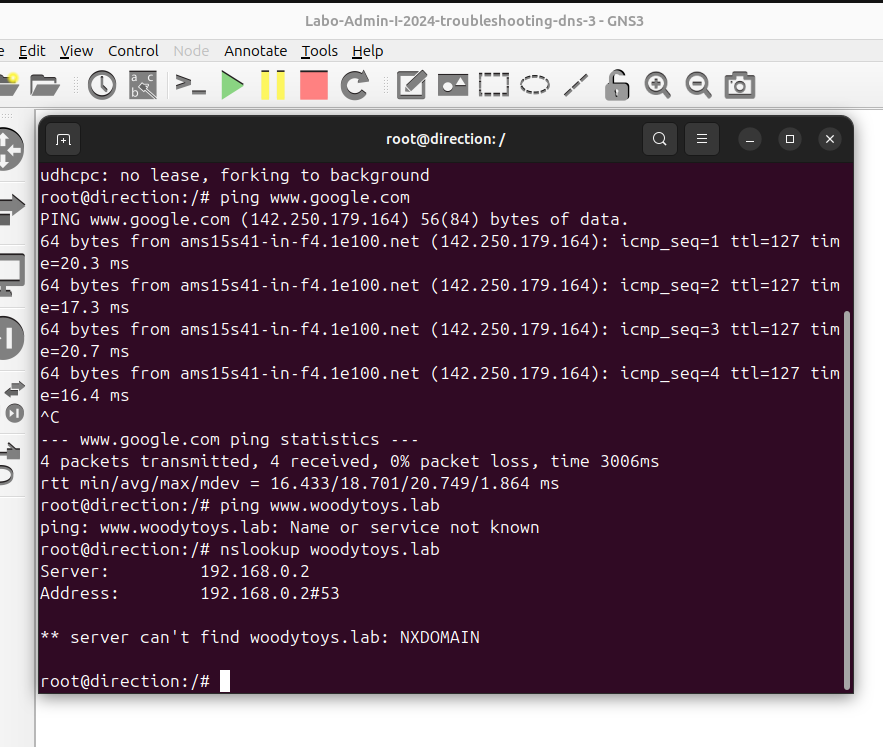 Labo-Admin-I-2024-troubleshooting-dns-3 - GNS3
e Edit View Control Node Annotate Tools Help
root@direction: /
udhcpc: no lease, forking to background
root@direction:/# ping www.google.com
PING www.google.com (142.250.179.164) 56(84) bytes of data.
64 bytes from ams15s41-in-f4.1e100.net (142.250.179.164): icmp_seq=1 ttl=127 tim
e=20.3 ms
64 bytes from ams15s41-in-f4.1e100.net (142.250.179.164): icmp_seq=2 ttl=127 tim
e=17.3 ms
64 bytes from ams15s41-in-f4.1e100.net (142.250.179.164): icmp_seq=3 ttl=127 tim
e=20.7 ms
64 bytes from ams15s41-in-f4.1e100.net (142.250.179.164): icmp_seq=4 ttl=127 tim
e=16.4 ms
^C
--- www.google.com ping statistics ---
4 packets transmitted, 4 received, 0% packet loss, time 3006ms
rtt min/avg/max/mdev = 16.433/18.701/20.749/1.864 ms
root@direction:/# ping www.woodytoys.lab
ping: www.woodytoys.lab: Name or service not known
root@direction:/# nslookup woodytoys.lab
Server: 192.168.0.2
Address: 192.168.0.2#53
** server can't find woodytoys.lab: NXDOMAIN
root@direction:/#